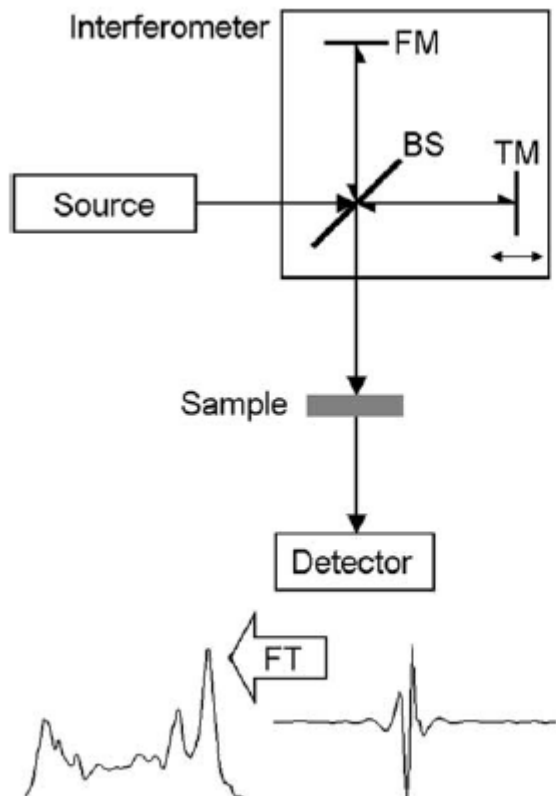 Interferometer
FM
BS
TM
Source
Sample
Detector
FT